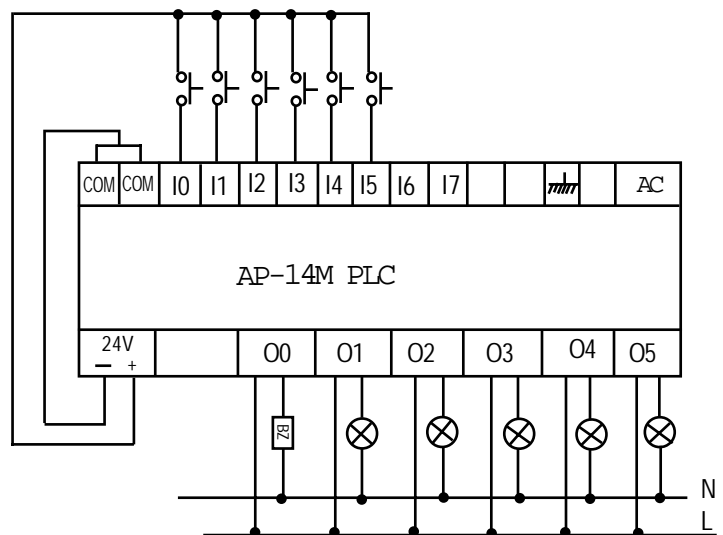 COM COM I0 I1 I2 I3 I4 I5 I6 I7 AC
AP-14M PLC
24V
— +
O0 O1 O2 O3 O4 O5
BZ
N
L